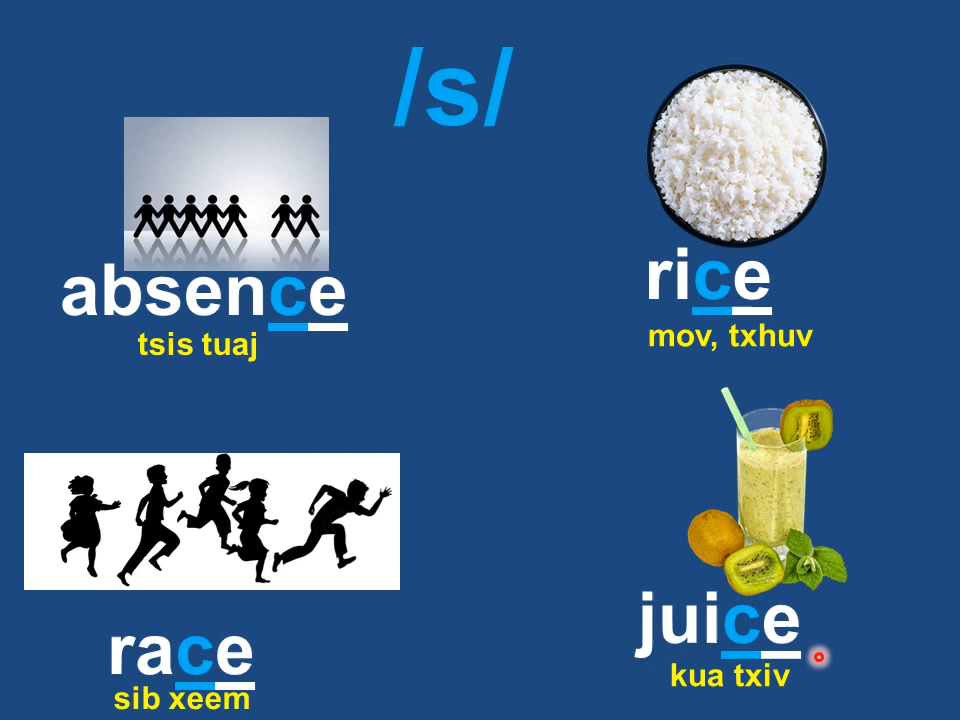 /s/
absence
tsis tuaj
rice
mov, txhuv
race
sib xeem
juice
kua txiv